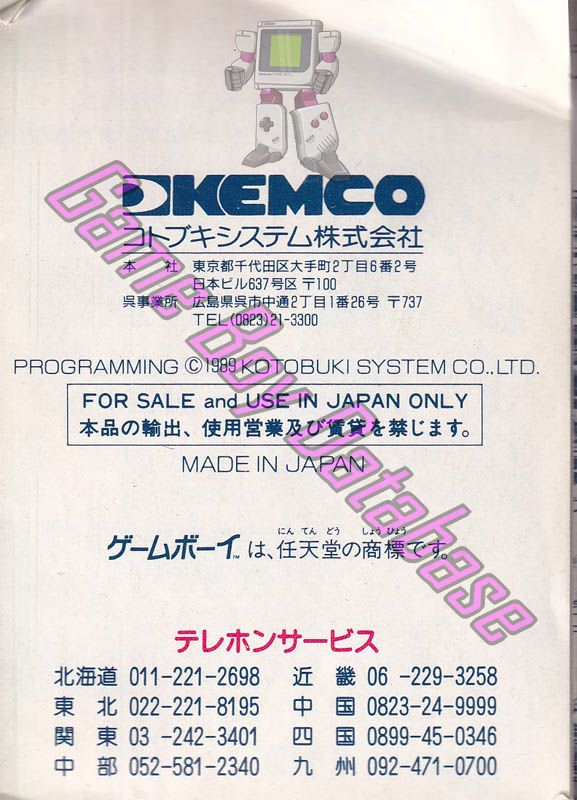 KEMCO
コトブキシステム株式会社
本　社　東京都千代田区大手町2丁目6番2号
日本ビル637号区 〒100
呉事業所　広島県呉市中通2丁目1番26号 〒737
TEL(0823)21-3300
PROGRAMMING ©1989 KOTOBUKI SYSTEM CO., LTD.
FOR SALE and USE IN JAPAN ONLY
本品の輸出、使用営業及び賃貸を禁じます。
MADE IN JAPAN
にんてんどう　しょうひょう
ゲームボーイ™は、任天堂の商標です。
テレホンサービス
北海道 011-221-2698　近　畿 06 -229-3258
東　北 022-221-8195　中　国 0823-24-9999
関　東 03 -242-3401　四　国 0899-45-0346
中　部 052-581-2340　九　州 092-471-0700
Game Boy Database